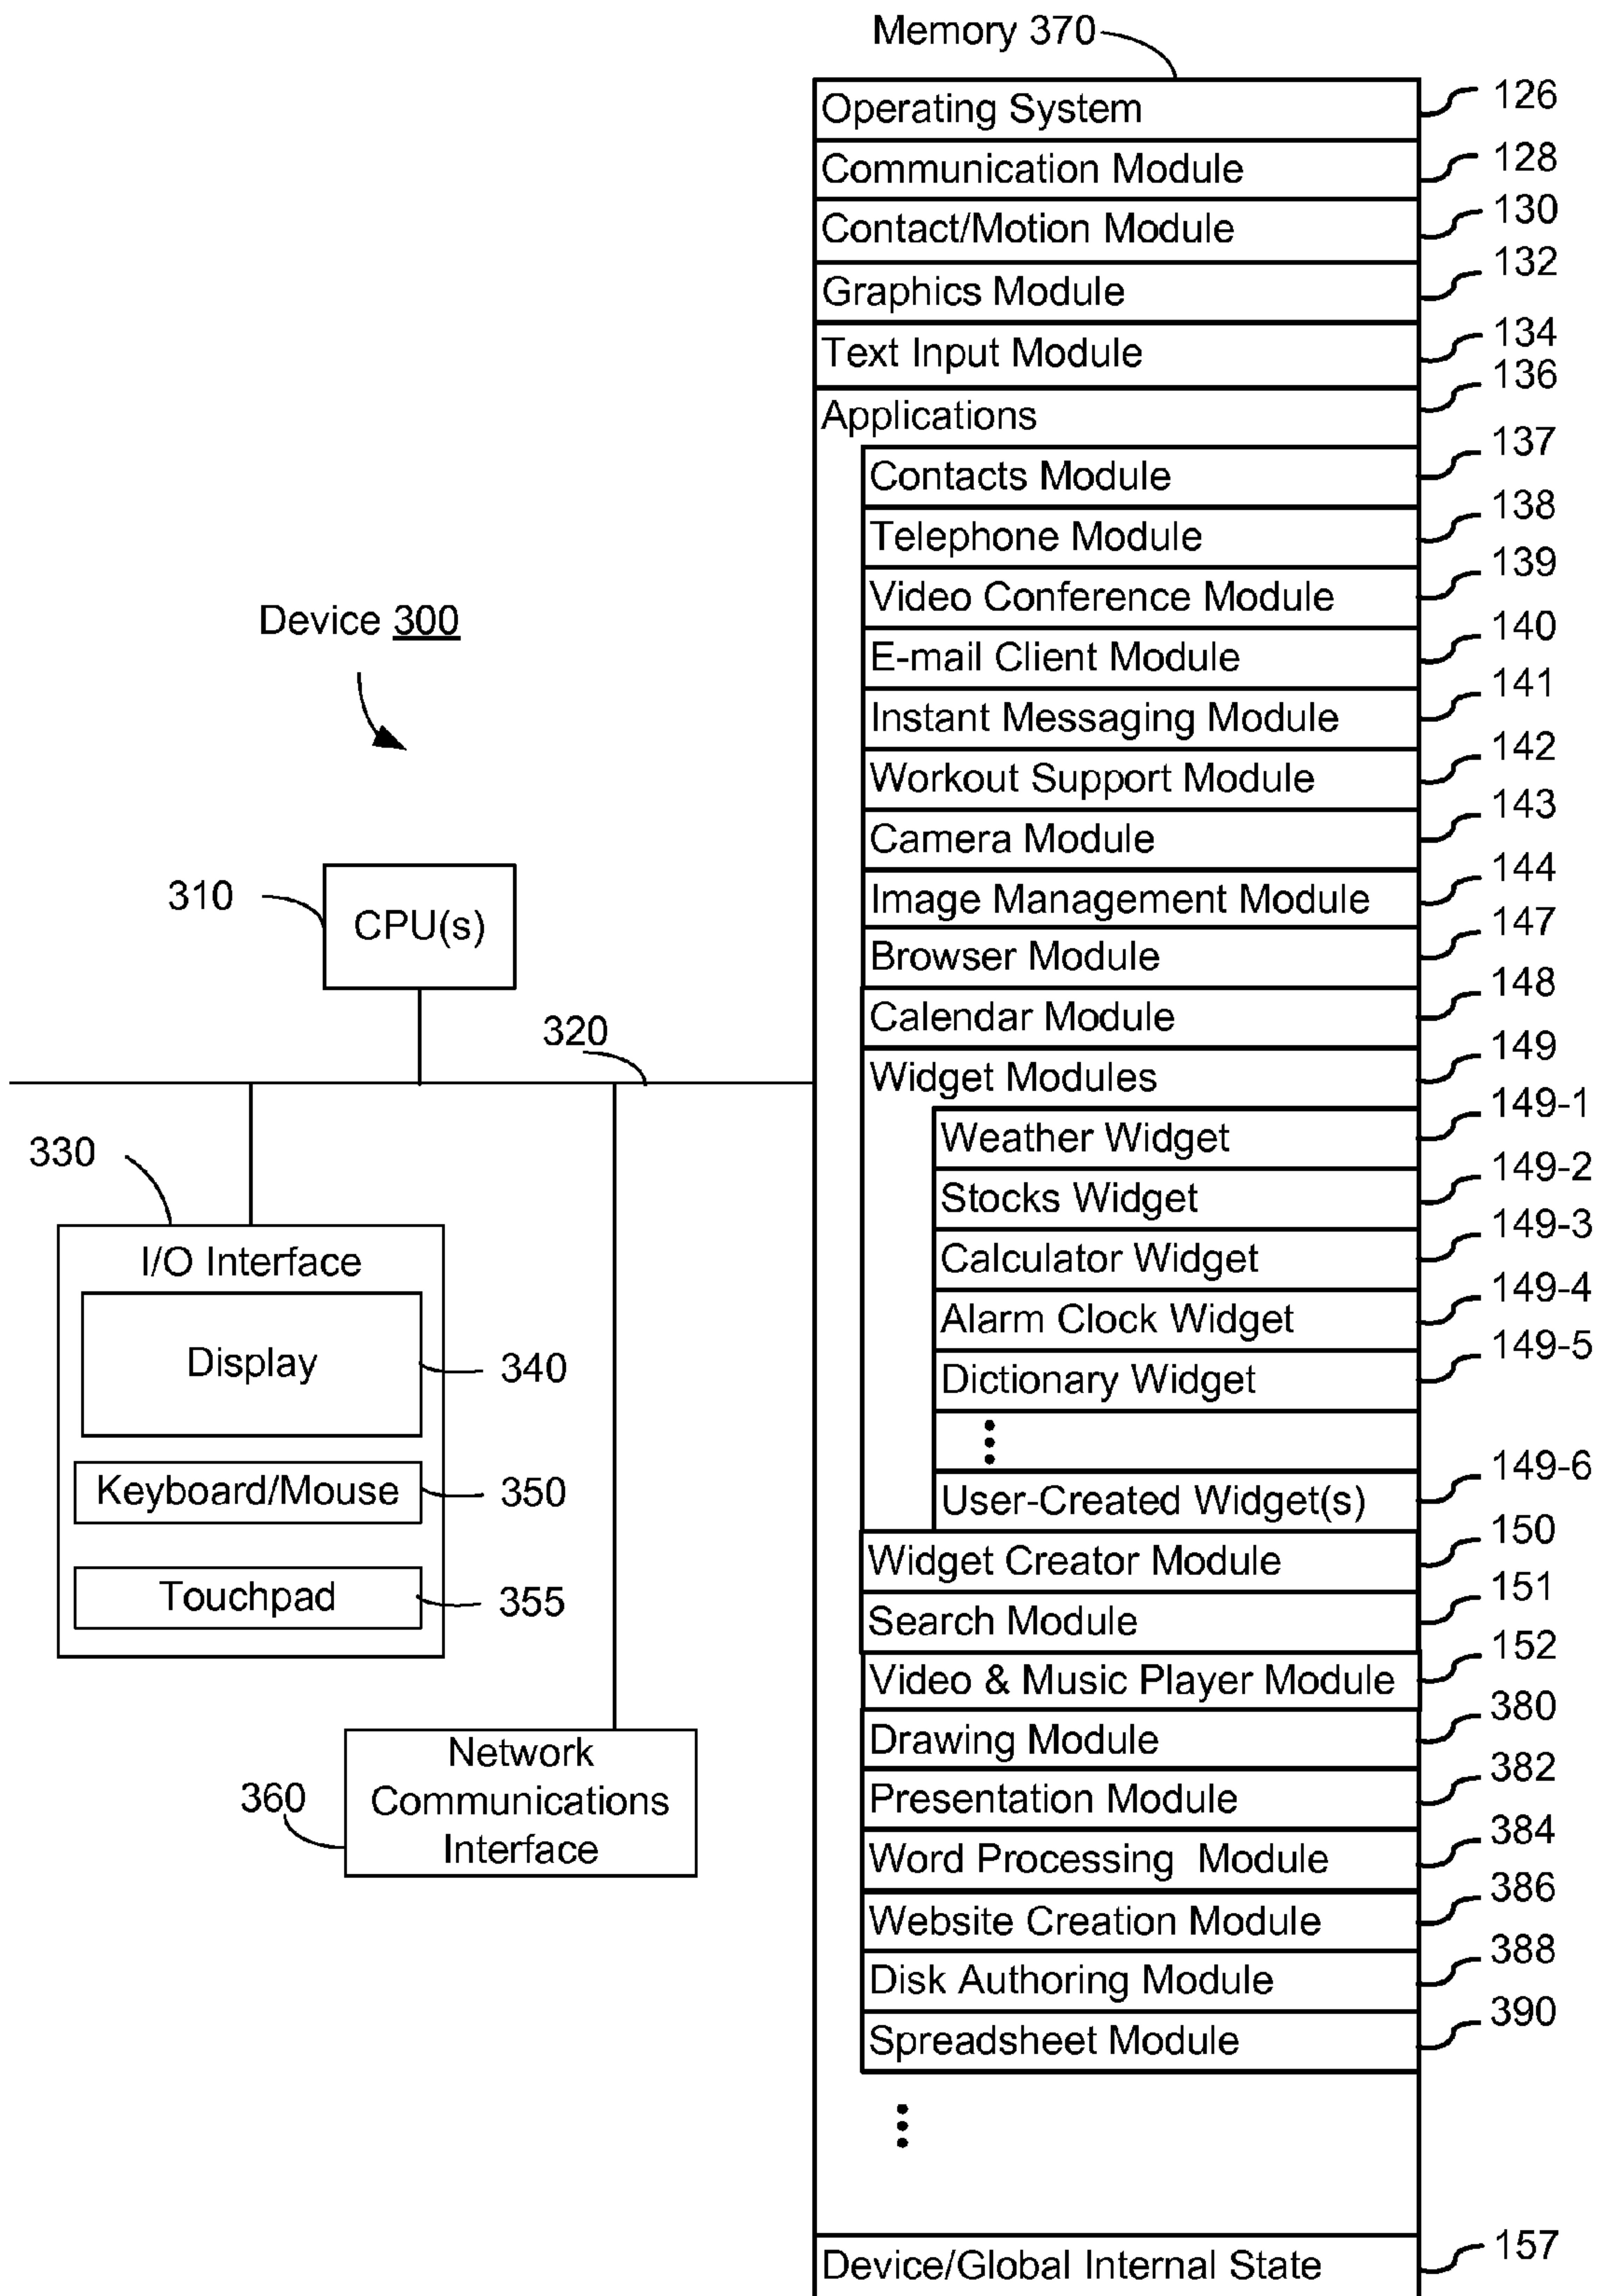 Memory 370
Operating System
126
Communication Module
128
Contact/Motion Module
130
Graphics Module
132
Text Input Module
134
Applications
136
Contacts Module
137
Telephone Module
138
Video Conference Module
139
E-mail Client Module
140
Instant Messaging Module
141
Workout Support Module
142
Camera Module
143
Image Management Module
144
Browser Module
147
Calendar Module
148
Widget Modules
149
Weather Widget
149-1
Stocks Widget
149-2
Calculator Widget
149-3
Alarm Clock Widget
149-4
Dictionary Widget
149-5
User-Created Widget(s)
149-6
Widget Creator Module
150
Search Module
151
Video & Music Player Module
152
Drawing Module
380
Presentation Module
382
Word Processing Module
384
Website Creation Module
386
Disk Authoring Module
388
Spreadsheet Module
390
Device/Global Internal State
157
Device 300
310
CPU(s)
320
330
I/O Interface
Display
340
Keyboard/Mouse
350
Touchpad
355
360
Network
Communications
Interface